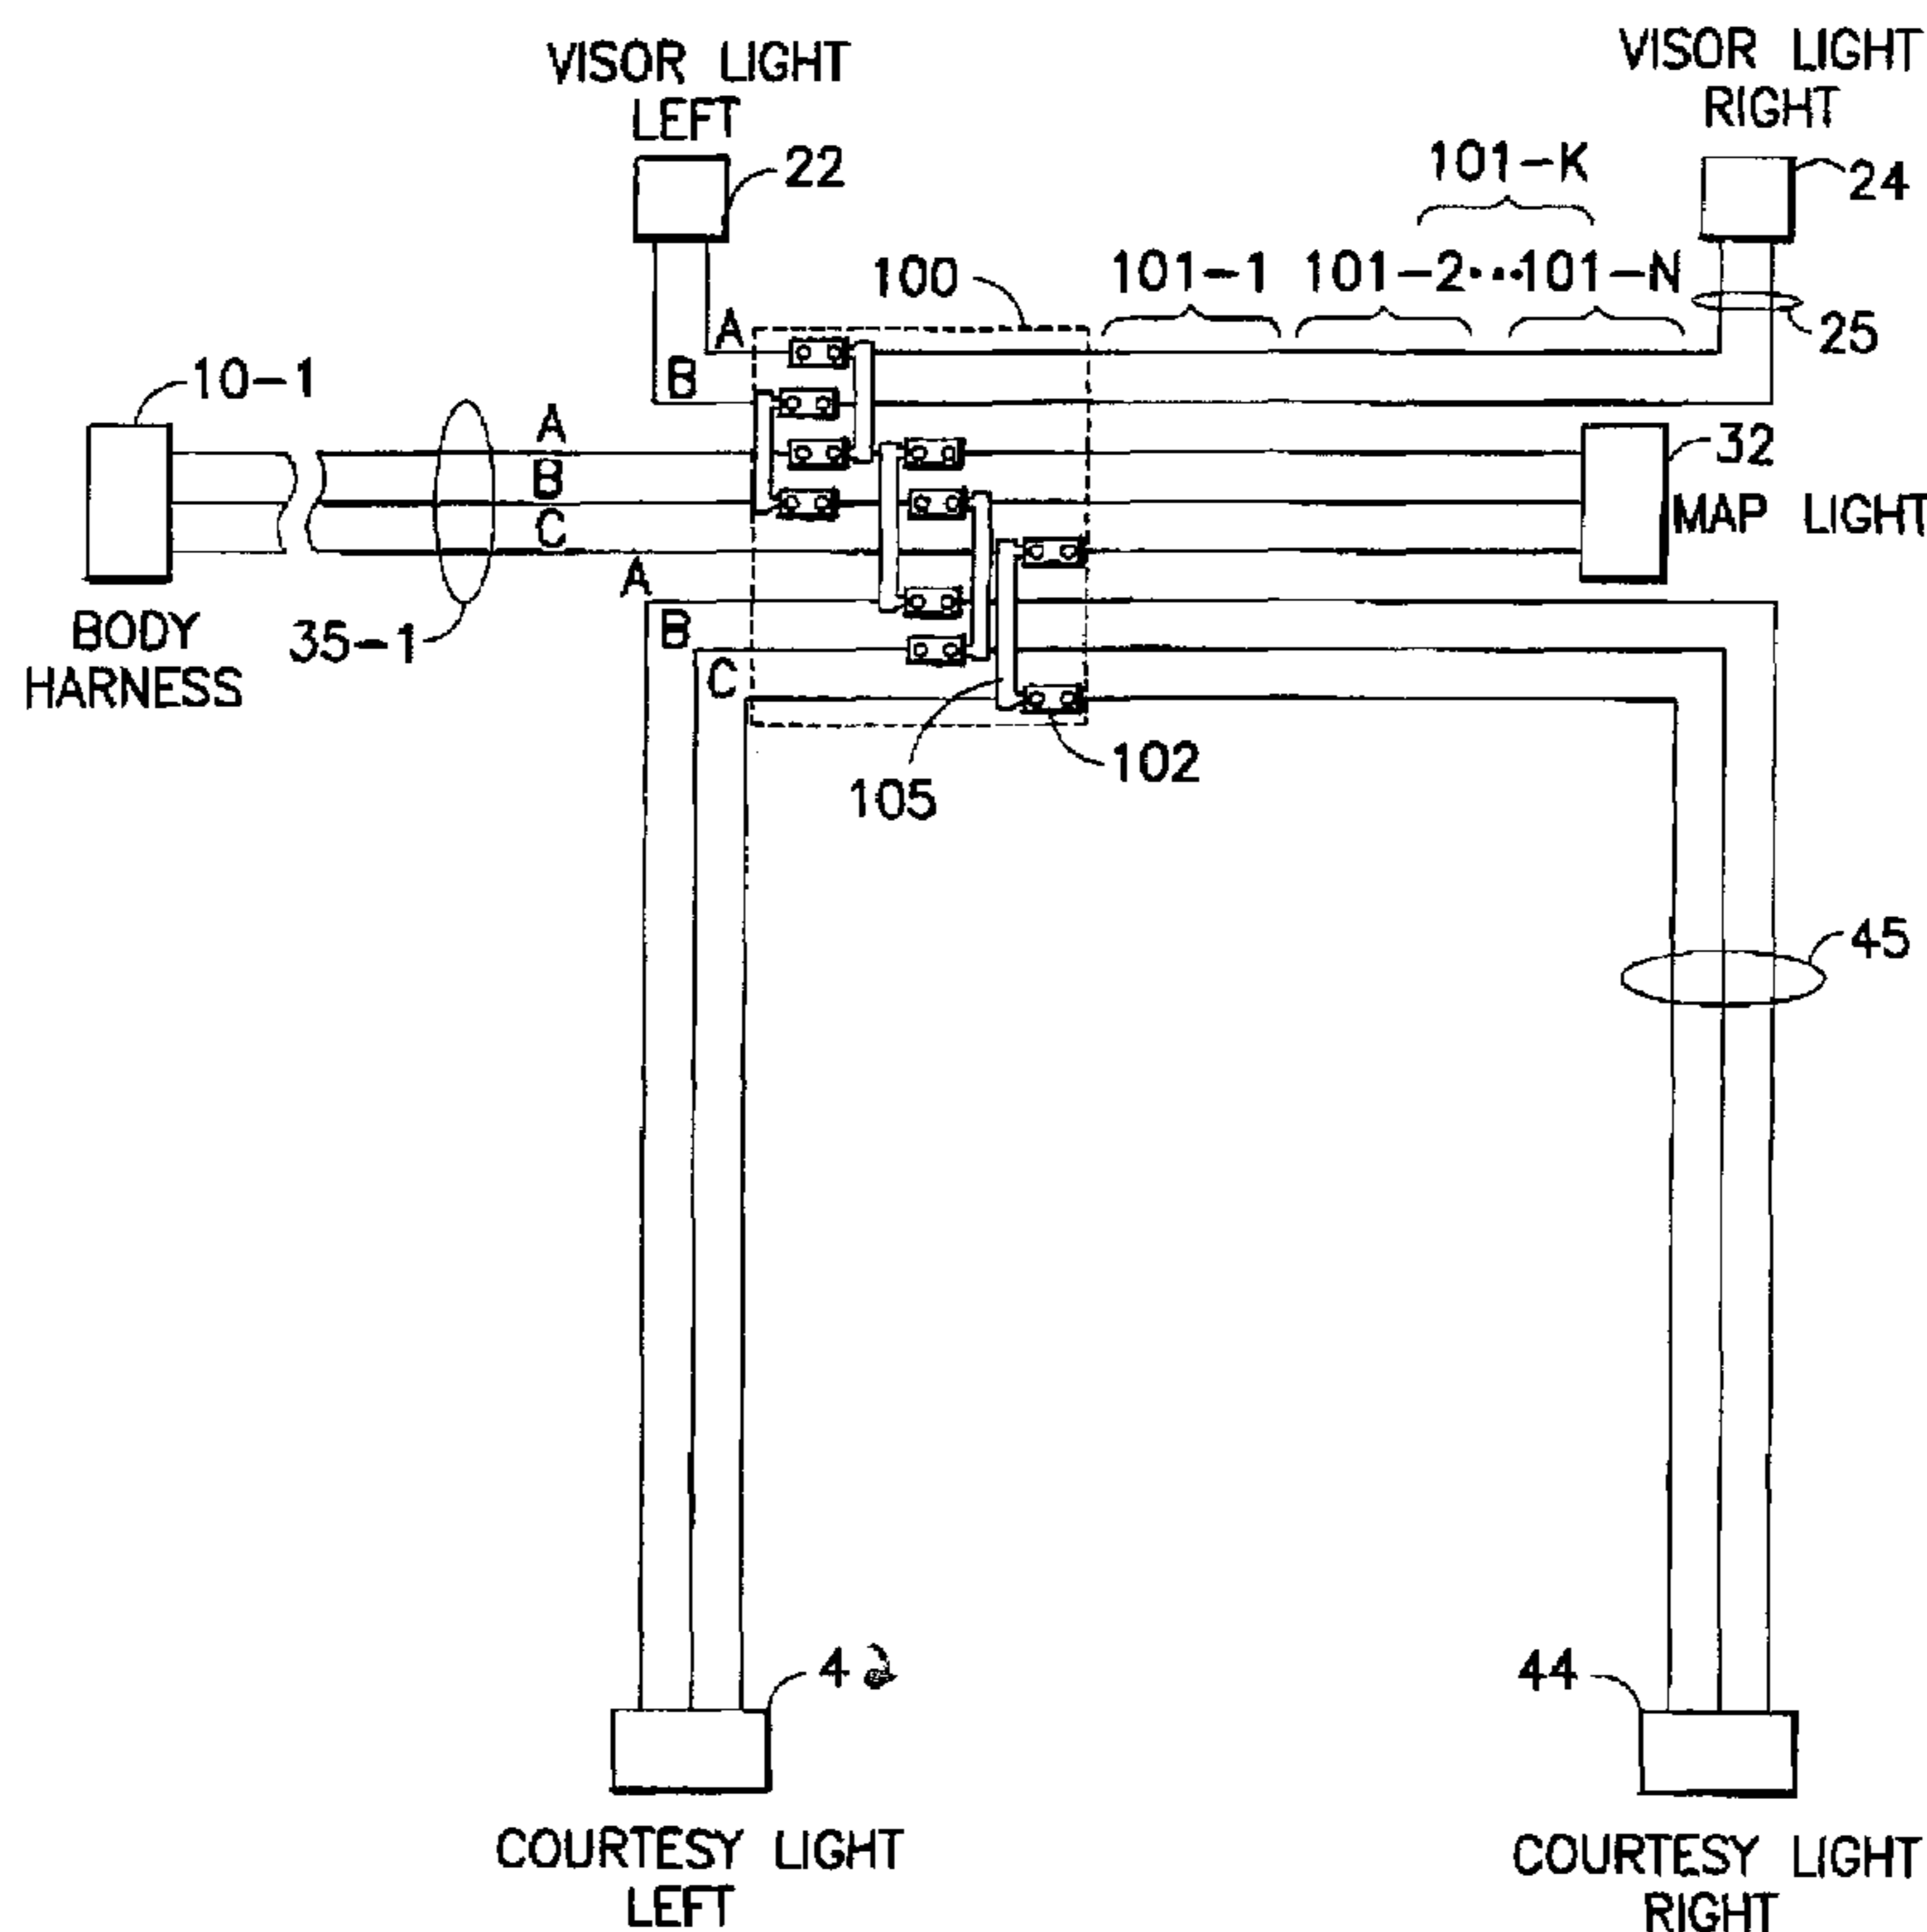 VISOR LIGHT
LEFT
VISOR LIGHT
RIGHT
22
101-K
24
100
101-1
101-2...101-N
25
A
B
10-1
A
B
C
32
MAP LIGHT
A
B
C
BODY
HARNESS
35-1
102
105
45
44
COURTESY LIGHT
LEFT
COURTESY LIGHT
RIGHT